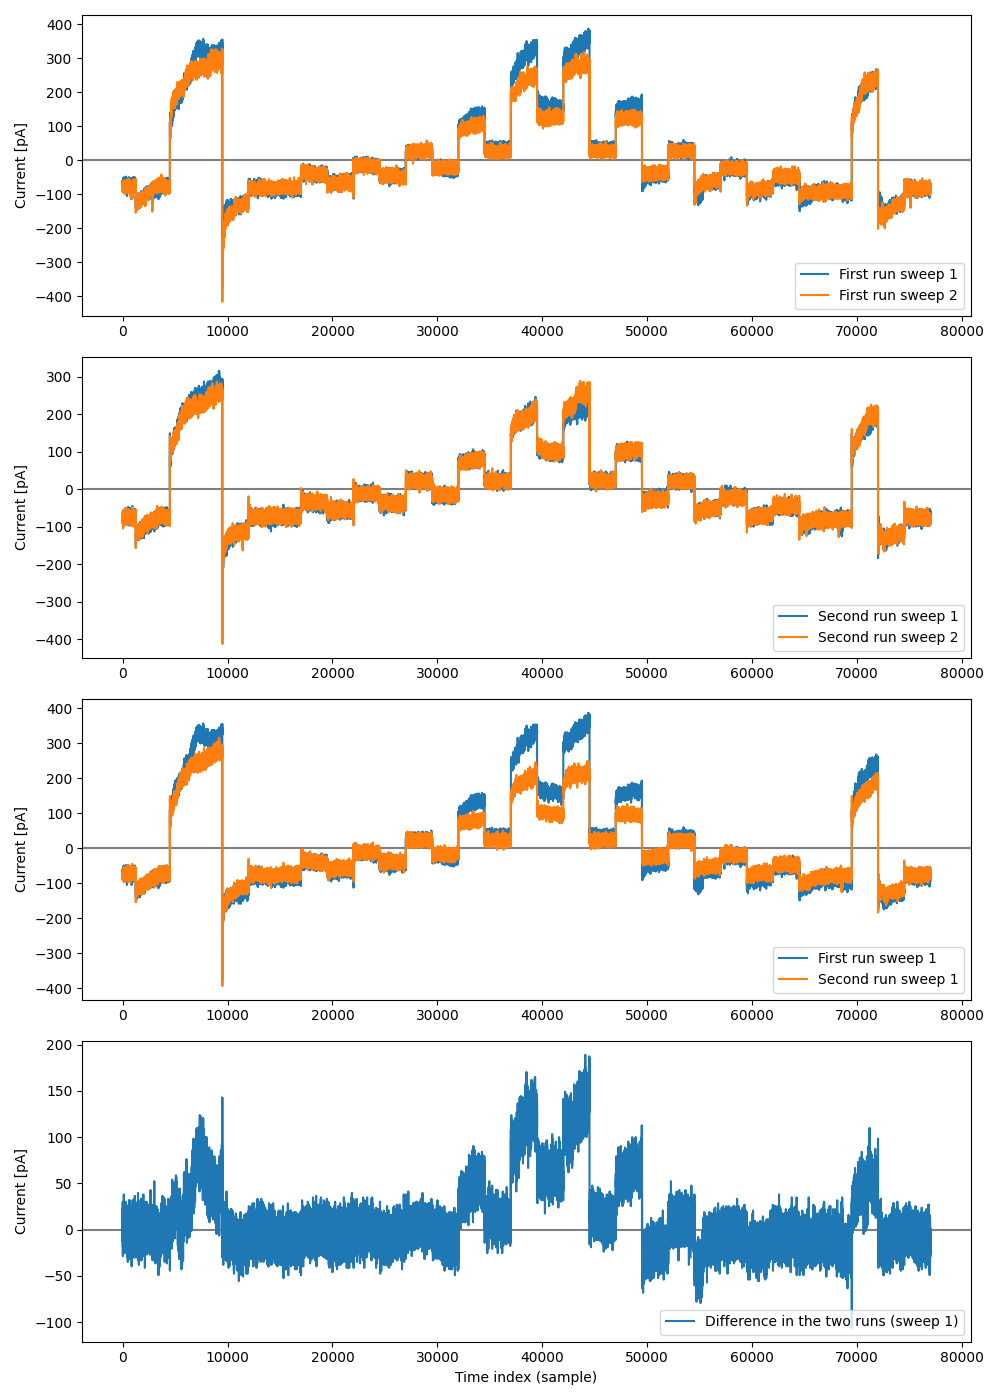 Current [pA]
400
300
200
100
0
−100
−200
−300
−400
First run sweep 1
First run sweep 2
0 10000 20000 30000 40000 50000 60000 70000 80000
Current [pA]
300
200
100
0
−100
−200
−300
−400
Second run sweep 1
Second run sweep 2
0 10000 20000 30000 40000 50000 60000 70000 80000
Current [pA]
400
300
200
100
0
−100
−200
−300
−400
First run sweep 1
Second run sweep 1
0 10000 20000 30000 40000 50000 60000 70000 80000
Current [pA]
200
150
100
50
0
−50
−100
Difference in the two runs (sweep 1)
0 10000 20000 30000 40000 50000 60000 70000 80000
Time index (sample)